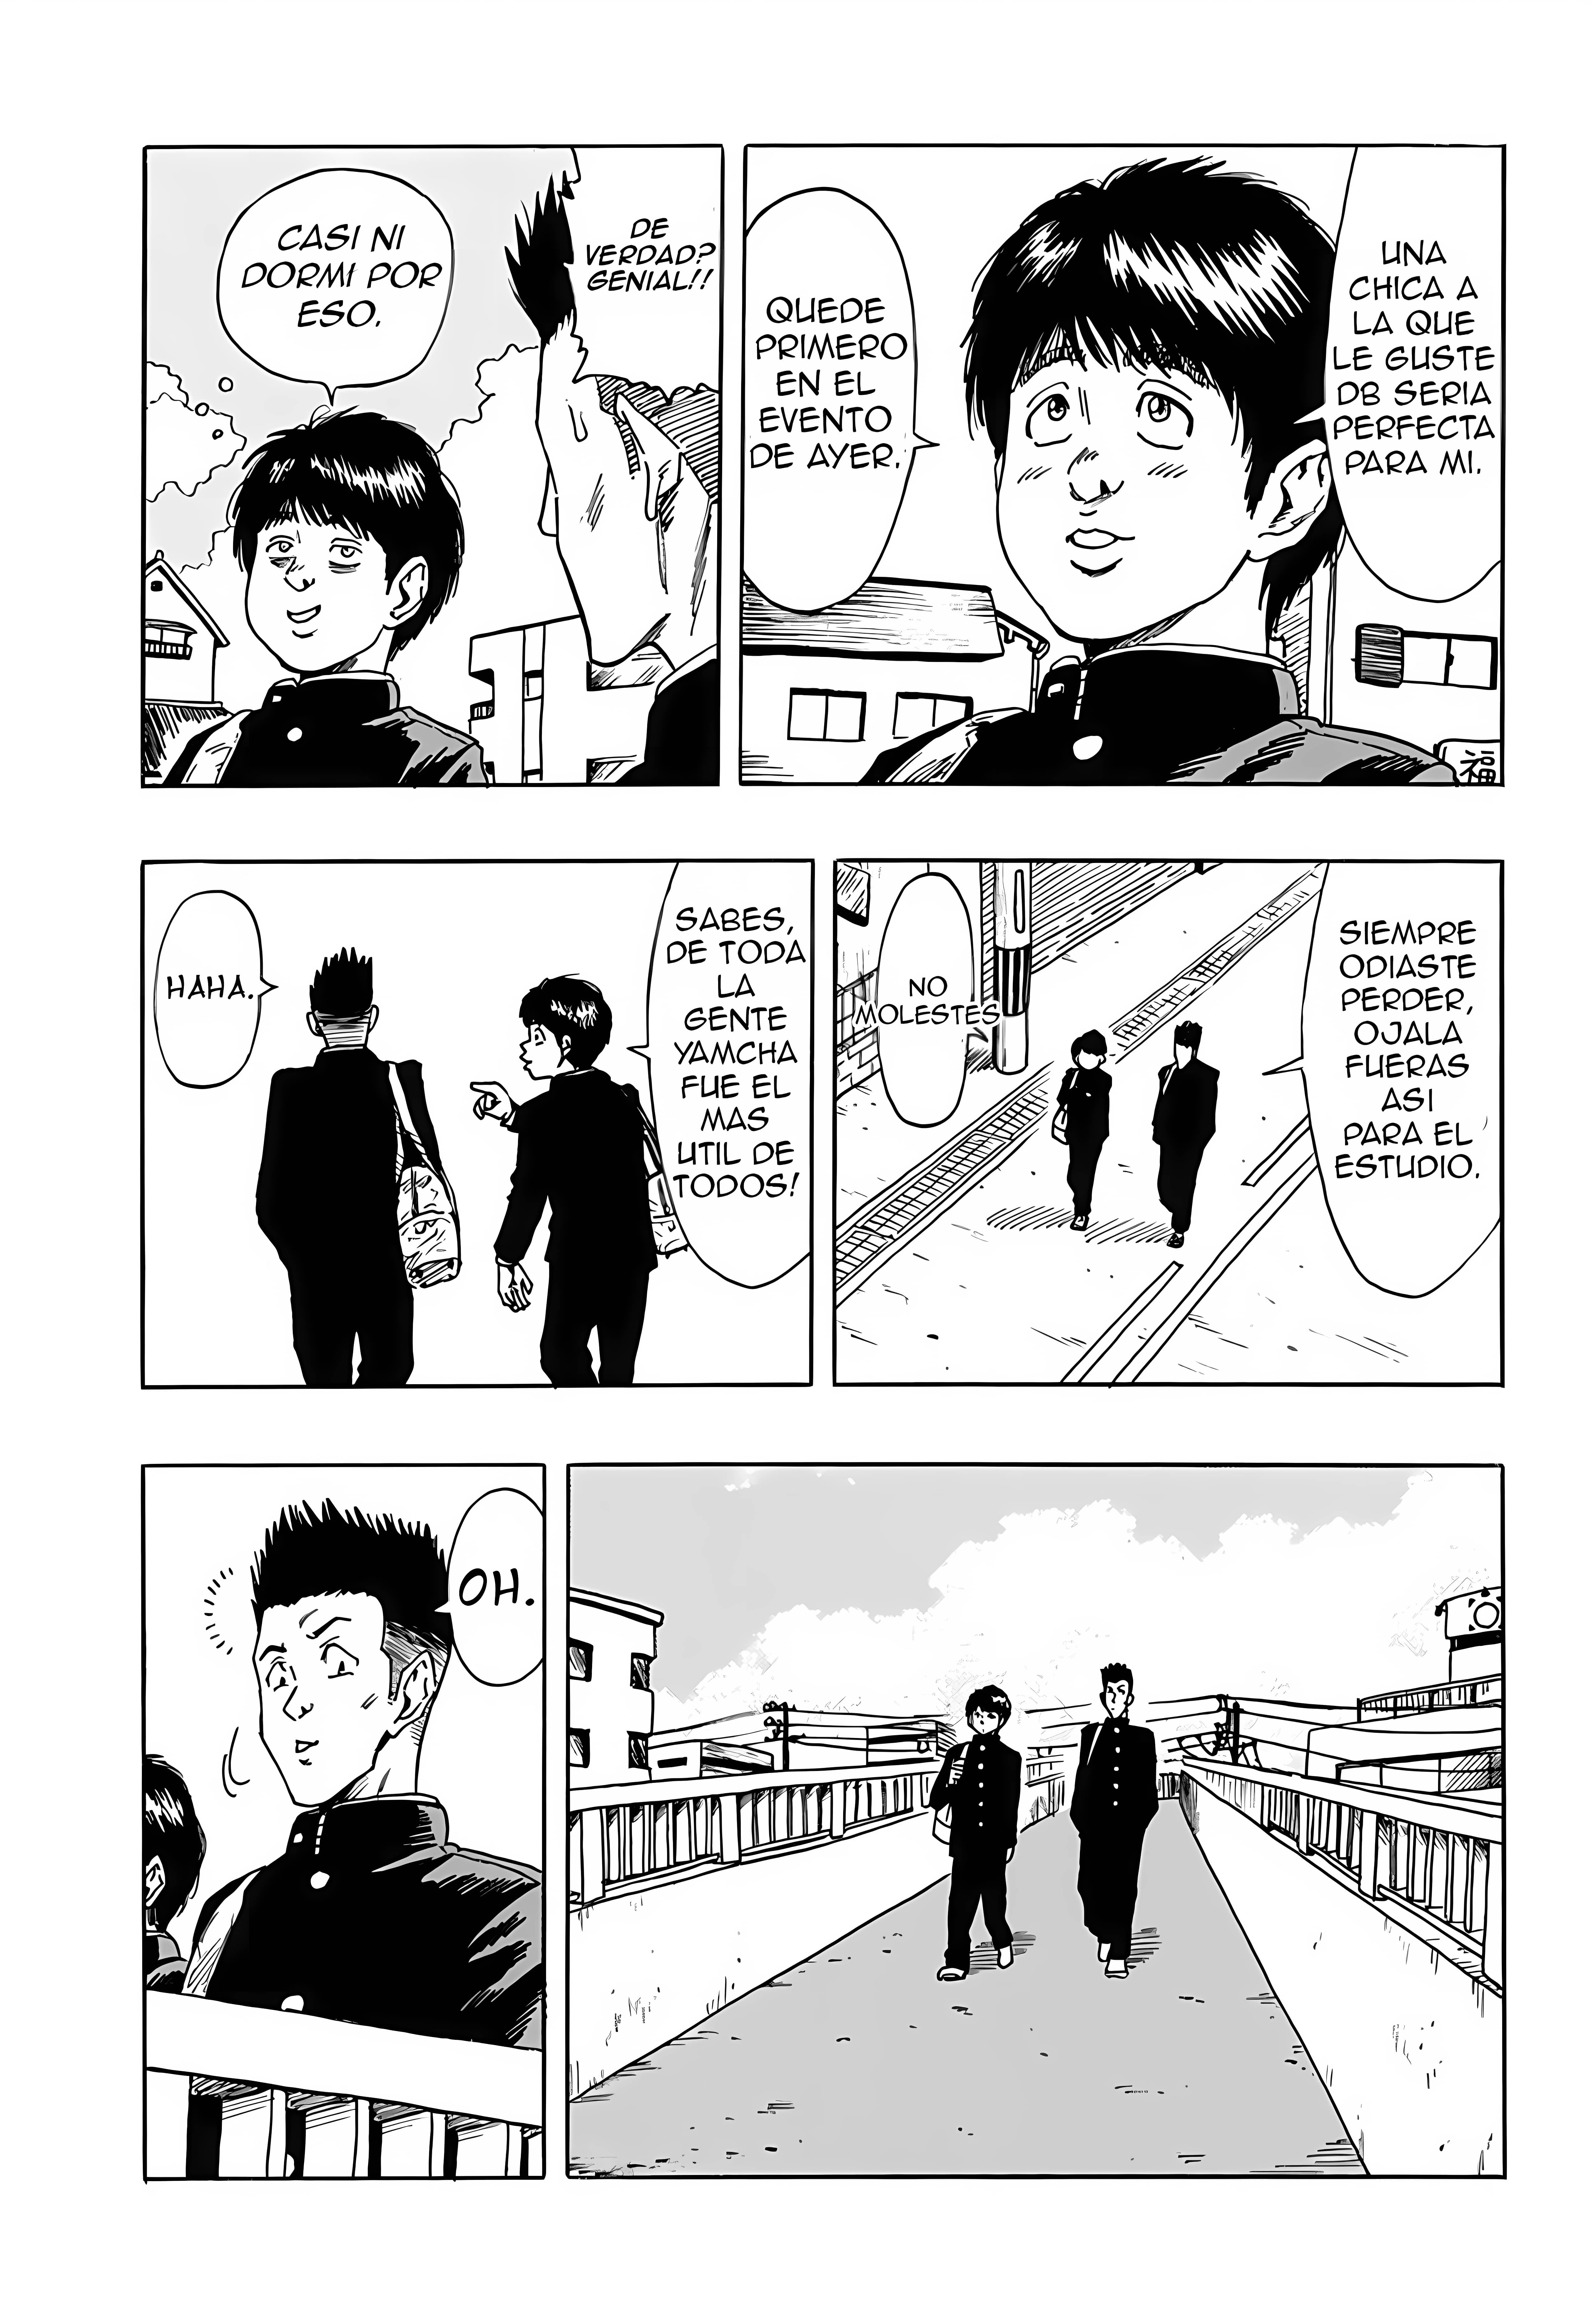 UNA
CHICA A
LA QUE
LE GUSTE
DB SERIA
PERFECTA
PARA MI.
QUEDE
PRIMERO
EN EL
EVENTO
DE AYER.
福
DE
VERDAD?
GENIAL!!
CASI NI
DORMI POR
ESO.
SIEMPRE
ODIASTE
PERDER,
OJALA
FUERAS
ASI
PARA EL
ESTUDIO.
NO
MOLESTES
SABES,
DE TODA
LA
GENTE
YAMCHA
FUE EL
MAS
UTIL DE
TODOS!
HAHA.
OH.